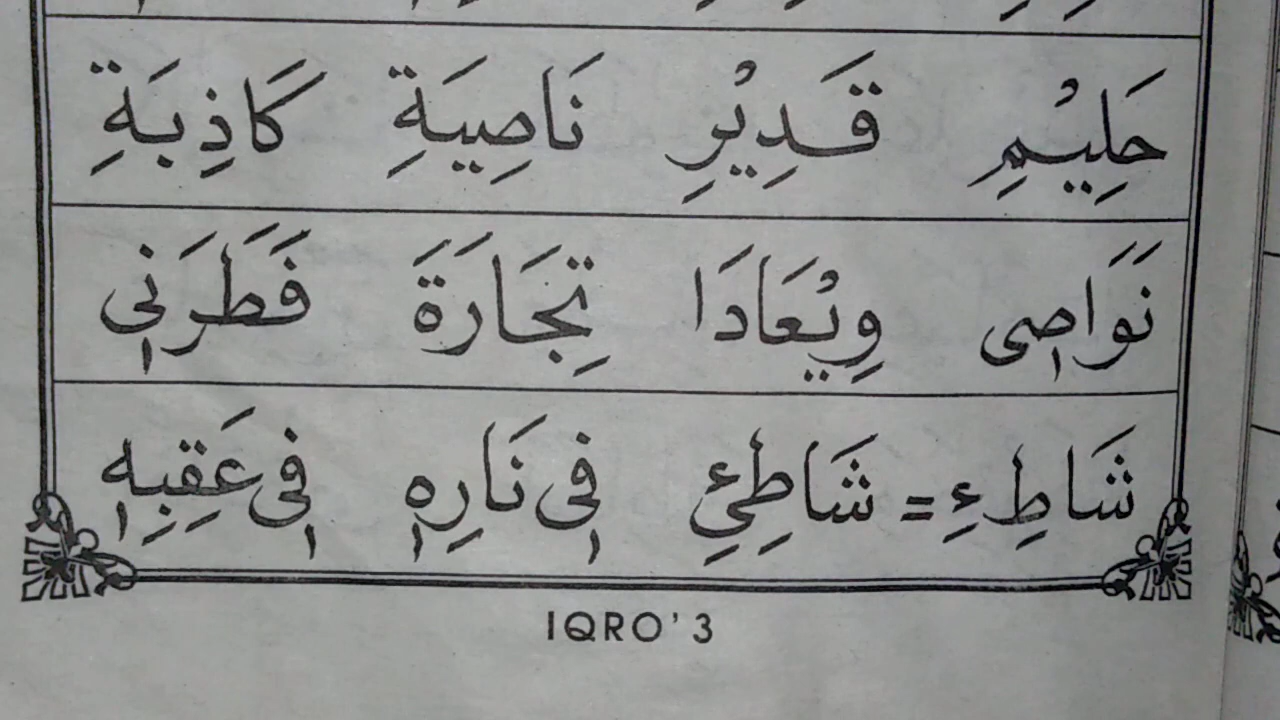 حَلِيْمِ قَدِيْرِ نَاصِيَةِ كَاذِبَةِ
نَوَاصِى وِيْعَادَا تِجَارَةَ فَطَرَنِى
شَاطِءِ = شَاطِئِ فِى نَارِهٖ فِى عَقِبِهٖ
IQRO' 3